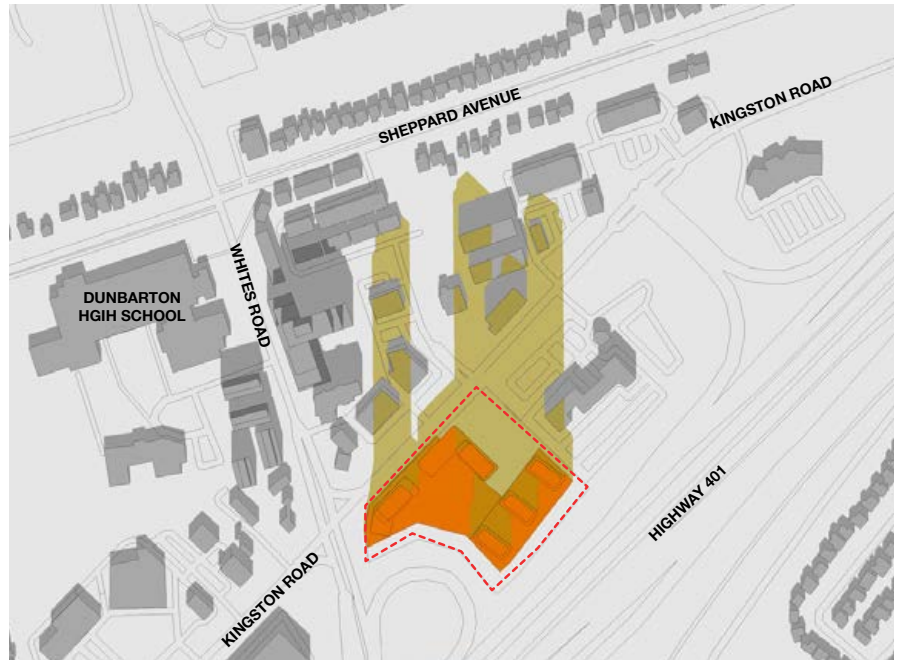 SHEPPARD AVENUE
KINGSTON ROAD
WHITES ROAD
DUNBARTON
HGIH SCHOOL
HIGHWAY 401
KINGSTON ROAD